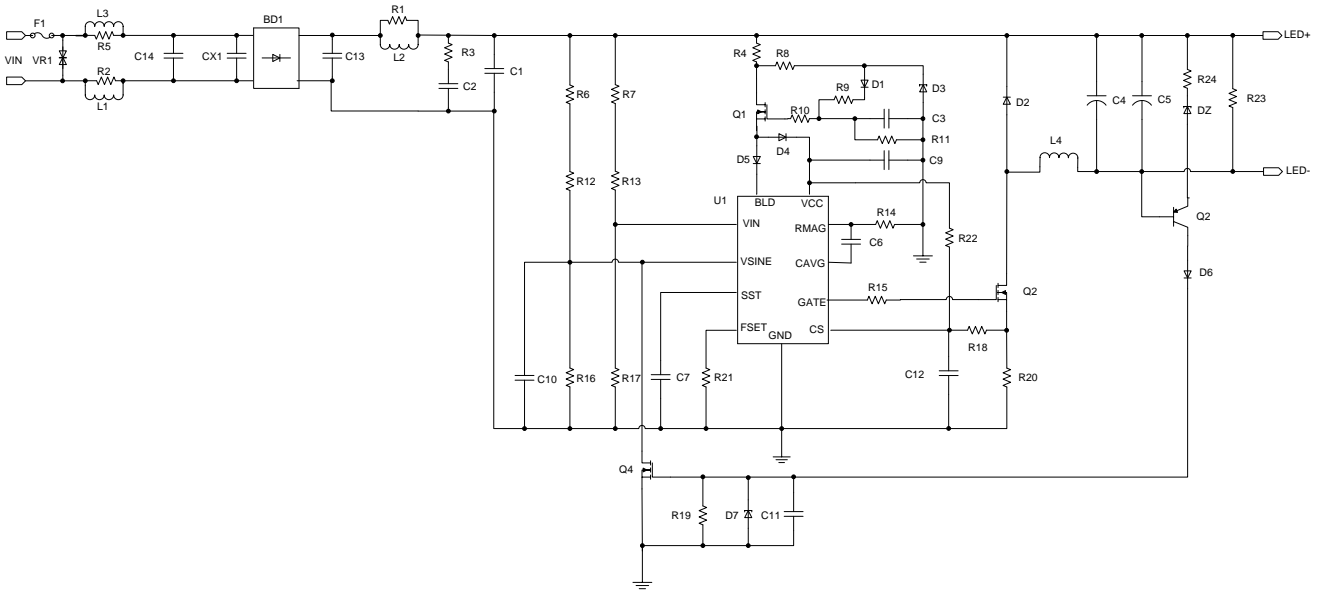 F1
L3
R5
VIN
VR1
R2
L1
C14
CX1
BD1
C13
R1
L2
R3
C2
C1
R6
R7
R12
R13
R4
R8
R9
D1
D3
Q1
R10
C3
R11
D4
D5
C9
U1
BLD
VCC
VIN
VSINE
SST
FSET
GND
RMAG
CAVG
GATE
CS
R14
C6
R22
R15
Q2
R18
C12
R20
D2
L4
C4
C5
R24
DZ
R23
LED+
LED-
Q2
D6
C10
R16
R17
C7
R21
Q4
R19
D7
C11